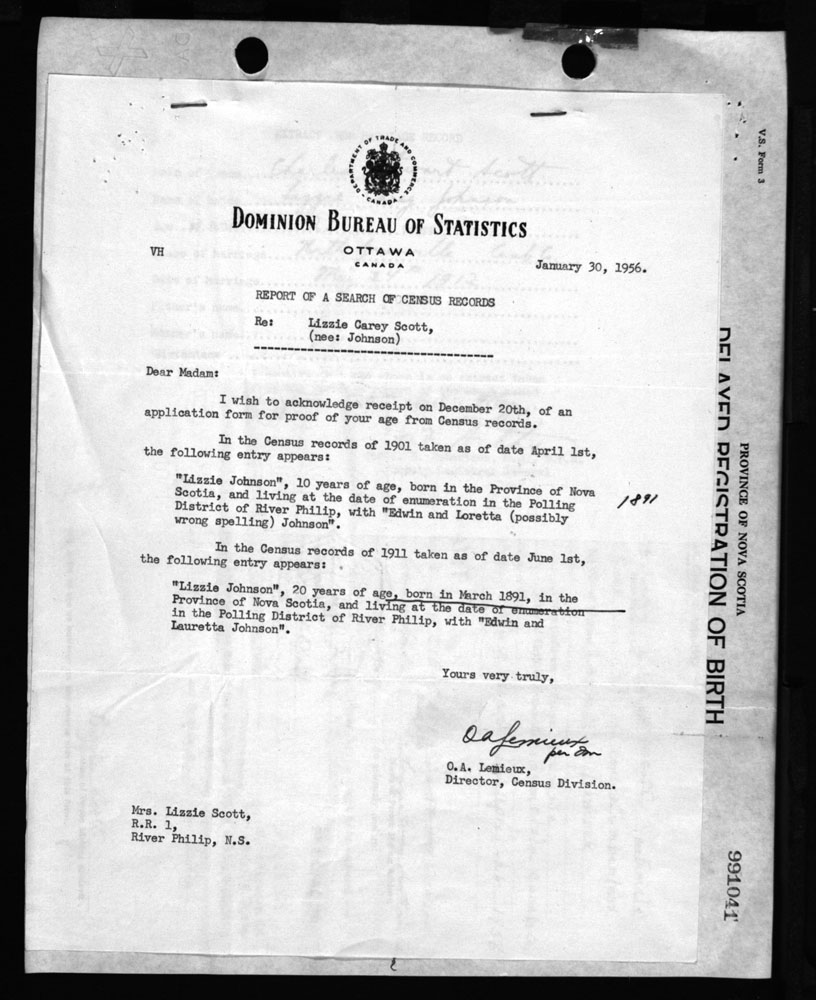 DEPARTMENT OF TRADE AND COMMERCE
CANADA
DOMINION BUREAU OF STATISTICS
OTTAWA
CANADA
VH
January 30, 1956.
REPORT OF A SEARCH OF CENSUS RECORDS
Re: Lizzie Carey Scott,
(nee: Johnson)
Dear Madam:
I wish to acknowledge receipt on December 20th, of an
application form for proof of your age from Census records.
In the Census records of 1901 taken as of date April 1st,
the following entry appears:
"Lizzie Johnson", 10 years of age, born in the Province of Nova
Scotia, and living at the date of enumeration in the Polling
District of River Philip, with "Edwin and Loretta (possibly
wrong spelling) Johnson".
1891
In the Census records of 1911 taken as of date June 1st,
the following entry appears:
"Lizzie Johnson", 20 years of age, born in March 1891, in the
Province of Nova Scotia, and living at the date of enumeration
in the Polling District of River Philip, with "Edwin and
Lauretta Johnson".
Yours very truly,
O A Lemieux
per
O.A. Lemieux,
Director, Census Division.
Mrs. Lizzie Scott,
R.R. 1,
River Philip, N.S.
V.S. Form 3
PROVINCE OF NOVA SCOTIA
DELAYED REGISTRATION OF BIRTH
991041